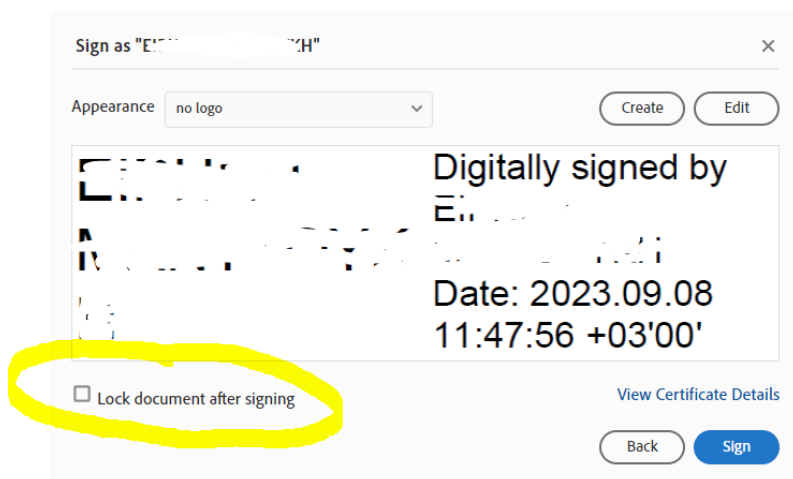 Sign as "EI
Appearance
no logo
Create
Edit
Digitally signed by
Date: 2023.09.08
11:47:56 +03'00'
Lock document after signing
View Certificate Details
Back
Sign